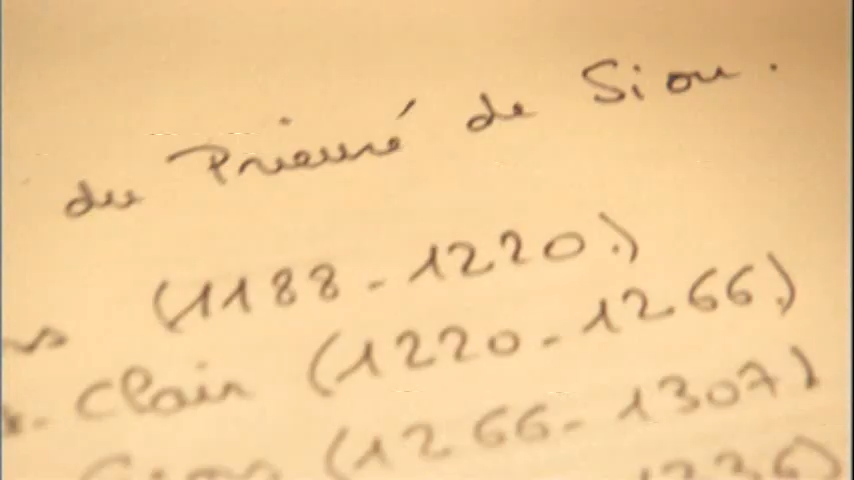 du Prieuré de Sion.
(1188-1220.)
Clair (1220-1266.)
(1266-1307)